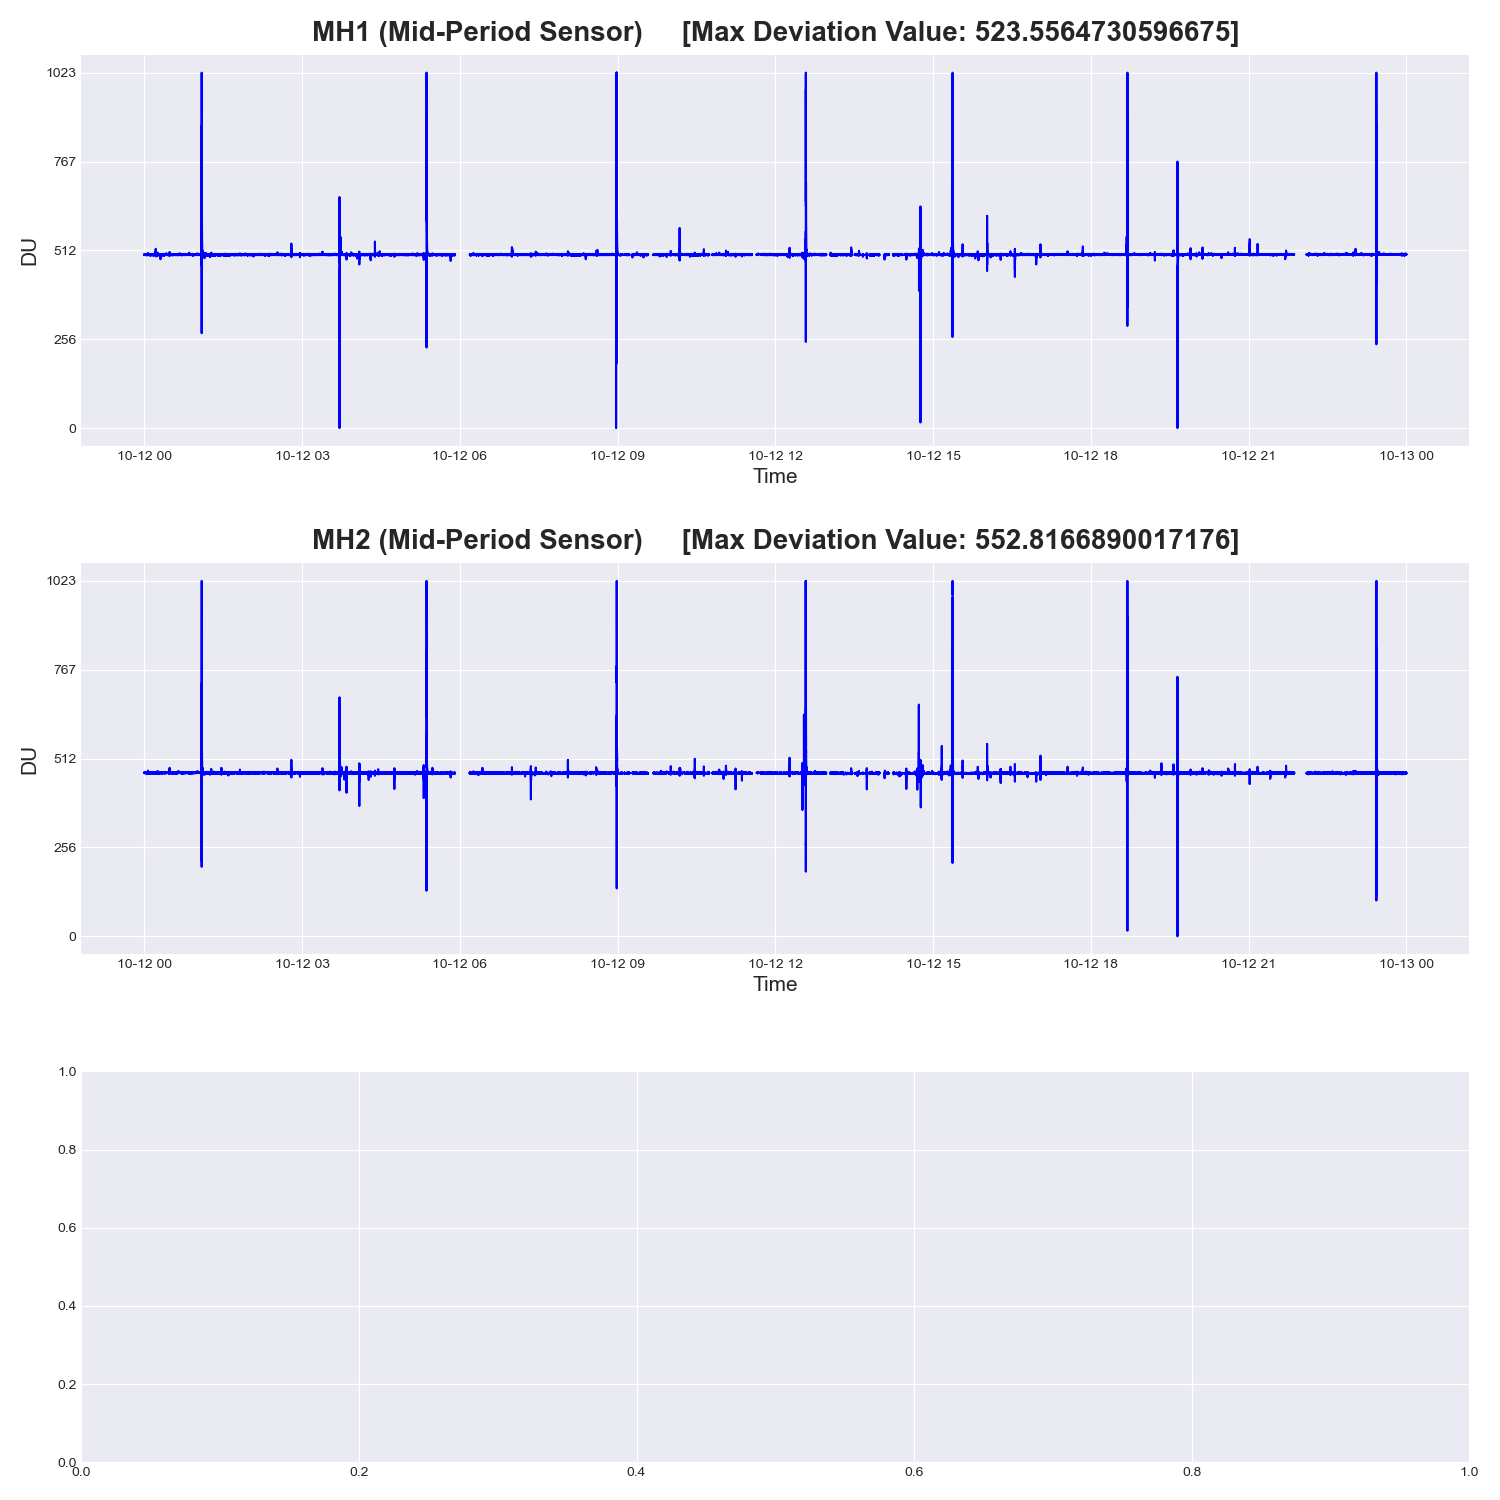 MH1 (Mid-Period Sensor) [Max Deviation Value: 523.5564730596675]
1023
767
512
256
0
DU
10-12 00 10-12 03 10-12 06 10-12 09 10-12 12 10-12 15 10-12 18 10-12 21 10-13 00
Time
MH2 (Mid-Period Sensor) [Max Deviation Value: 552.8166890017176]
1023
767
512
256
0
DU
10-12 00 10-12 03 10-12 06 10-12 09 10-12 12 10-12 15 10-12 18 10-12 21 10-13 00
Time
1.0
0.8
0.6
0.4
0.2
0.0
0.0 0.2 0.4 0.6 0.8 1.0